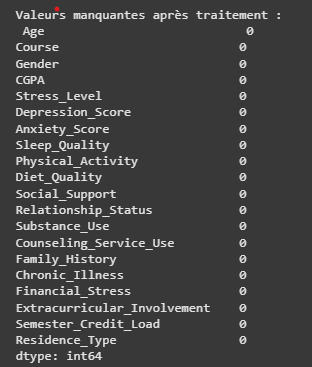 Valeurs manquantes après traitement :
 Age                            0
Course                         0
Gender                         0
CGPA                           0
Stress_Level                   0
Depression_Score               0
Anxiety_Score                  0
Sleep_Quality                  0
Physical_Activity              0
Diet_Quality                   0
Social_Support                 0
Relationship_Status            0
Substance_Use                  0
Counseling_Service_Use         0
Family_History                 0
Chronic_Illness                0
Financial_Stress               0
Extracurricular_Involvement    0
Semester_Credit_Load           0
Residence_Type                 0
dtype: int64